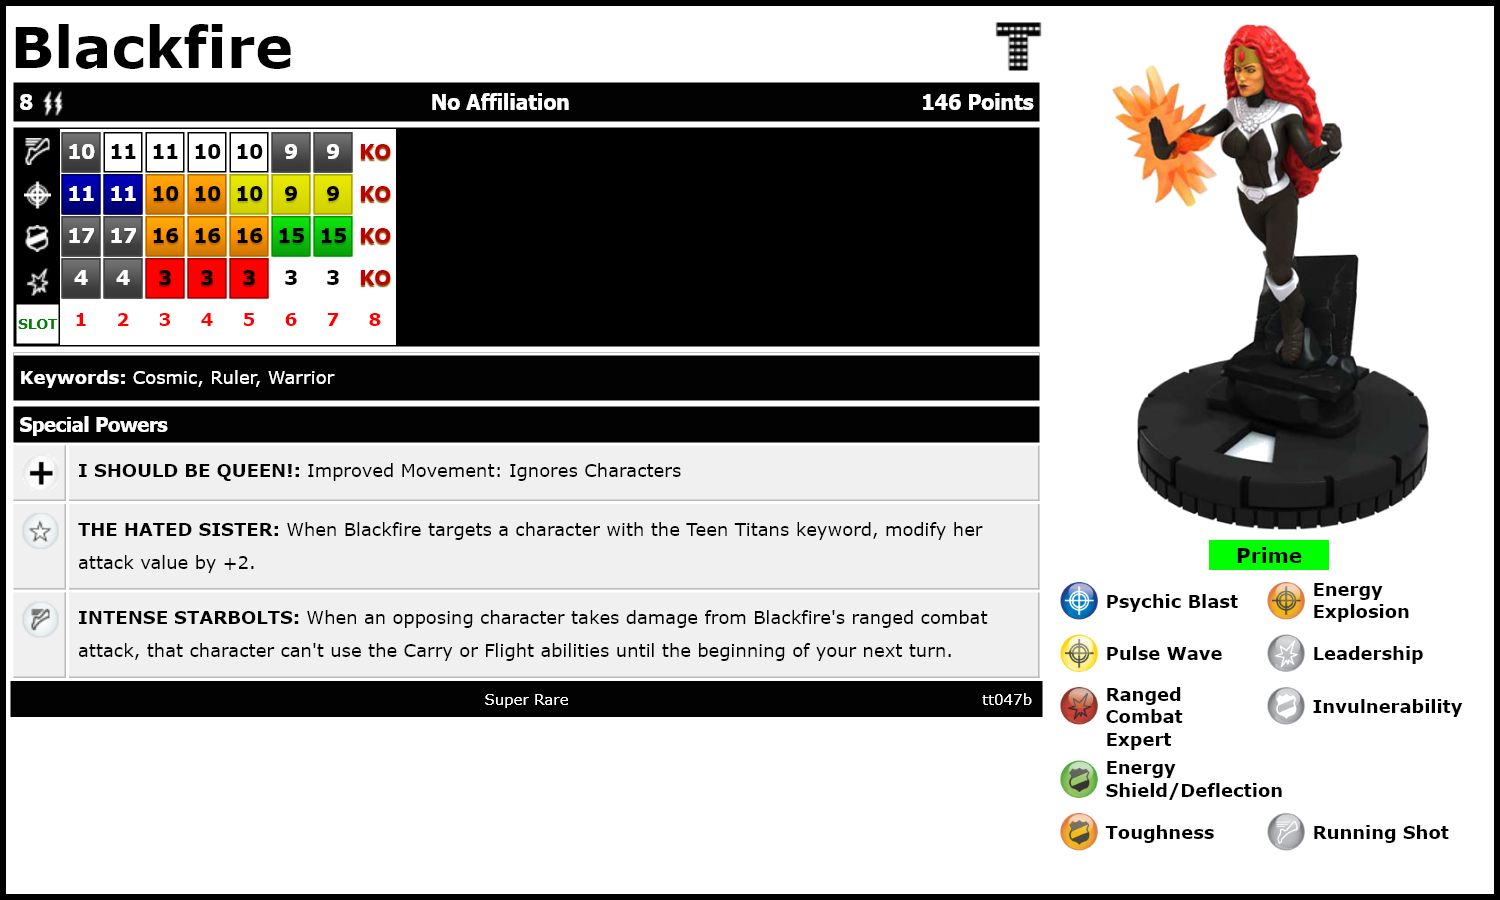 Blackfire
T
8 No Affiliation 146 Points
10 11 11 10 10 9 9 KO
11 11 10 10 10 9 9 KO
17 17 16 16 16 15 15 KO
4 4 3 3 3 3 3 KO
SLOT 1 2 3 4 5 6 7 8
Keywords: Cosmic, Ruler, Warrior
Special Powers
I SHOULD BE QUEEN!: Improved Movement: Ignores Characters
THE HATED SISTER: When Blackfire targets a character with the Teen Titans keyword, modify her
attack value by +2.
INTENSE STARBOLTS: When an opposing character takes damage from Blackfire's ranged combat
attack, that character can't use the Carry or Flight abilities until the beginning of your next turn.
Super Rare tt047b
Prime
Psychic Blast
Energy
Explosion
Pulse Wave
Leadership
Ranged
Combat
Expert
Invulnerability
Energy
Shield/Deflection
Toughness
Running Shot